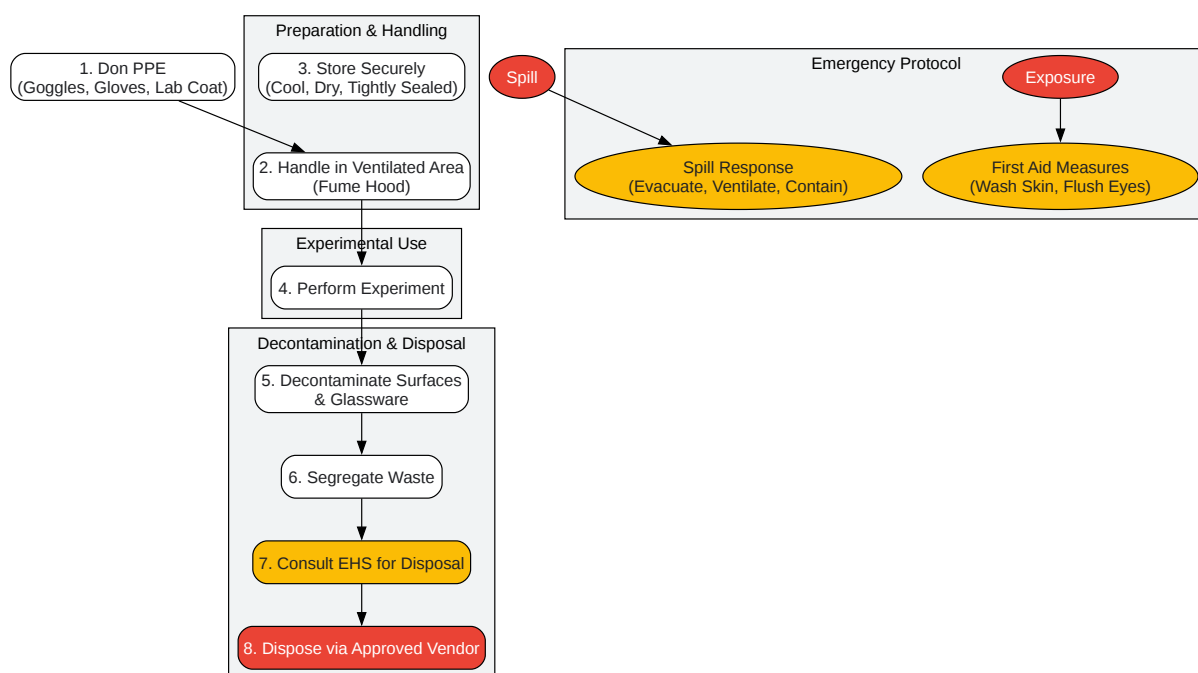 Preparation & Handling
1. Don PPE
(Goggles, Gloves, Lab Coat)
3. Store Securely
(Cool, Dry, Tightly Sealed)
2. Handle in Ventilated Area
(Fume Hood)
Experimental Use
4. Perform Experiment
Decontamination & Disposal
5. Decontaminate Surfaces
& Glassware
6. Segregate Waste
7. Consult EHS for Disposal
8. Dispose via Approved Vendor
Spill
Emergency Protocol
Exposure
Spill Response
(Evacuate, Ventilate, Contain)
First Aid Measures
(Wash Skin, Flush Eyes)